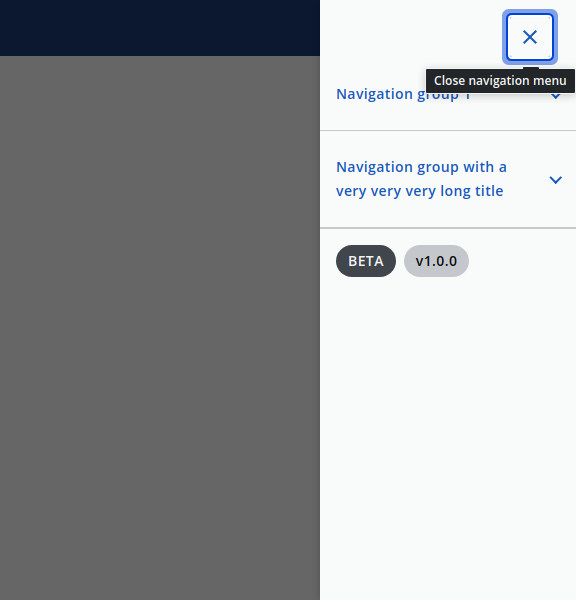 Close navigation menu
Navigation group 1
Navigation group with a
very very very long title
BETA
v1.0.0